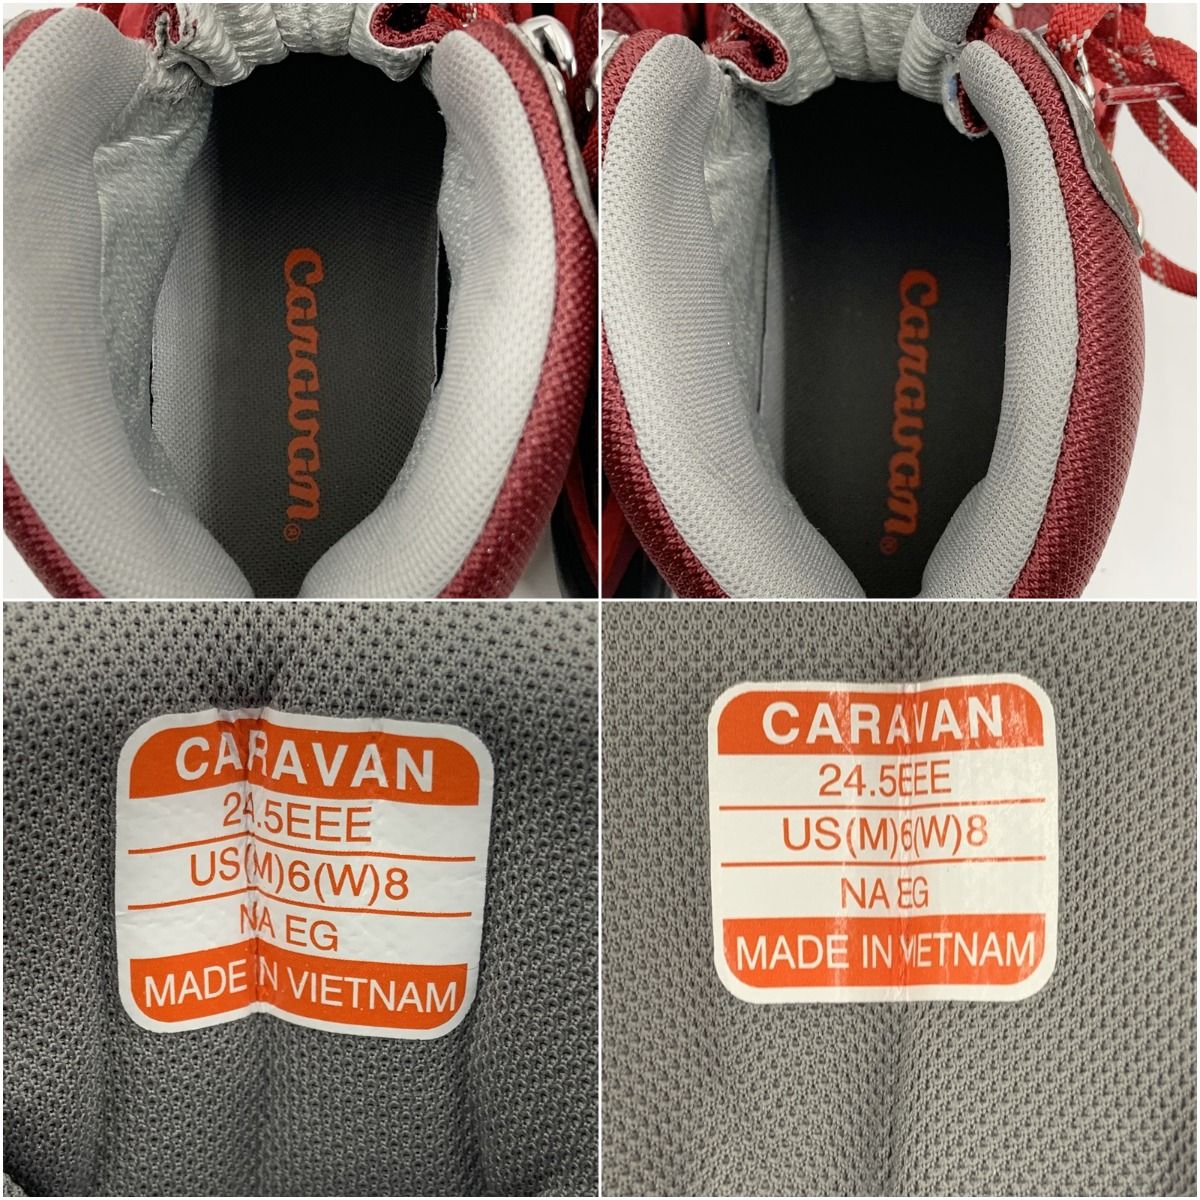 Caravan®
Caravan®
CARAVAN
24.5EEE
US(M)6(W)8
NA EG
MADE IN VIETNAM
CARAVAN
24.5EEE
US(M)6(W)8
NA EG
MADE IN VIETNAM